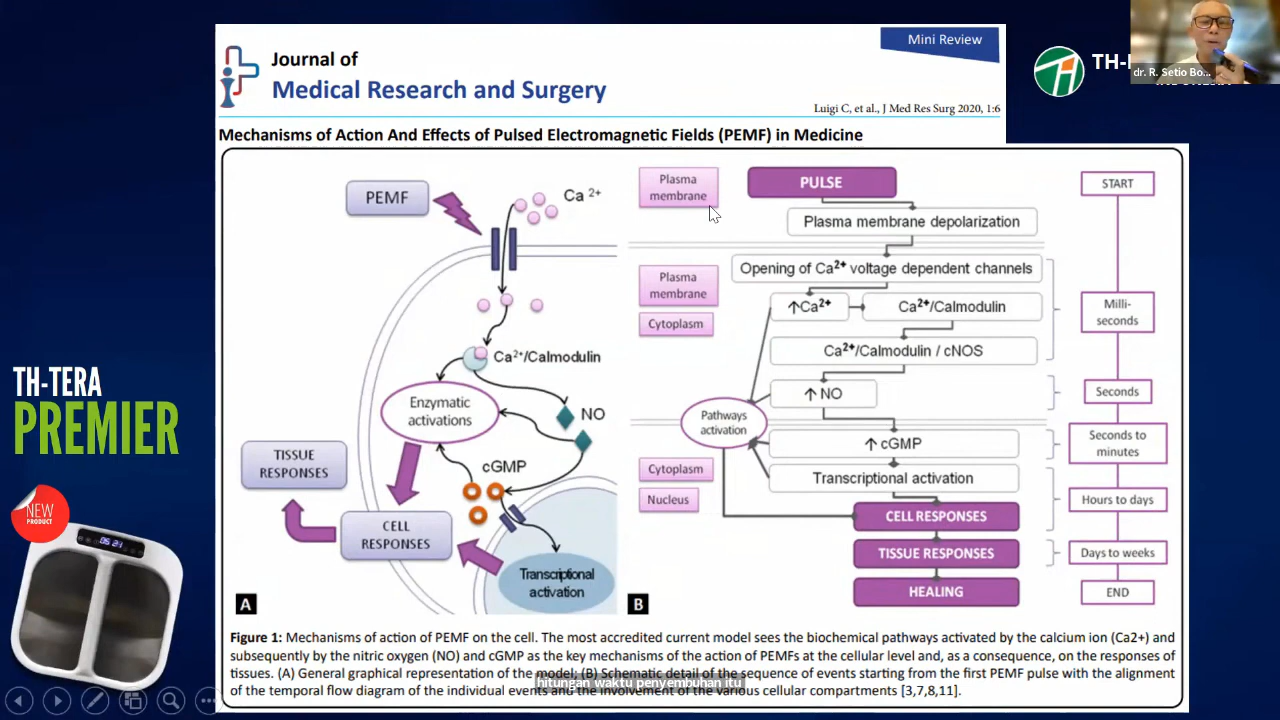 Mini Review
Journal of
Medical Research and Surgery
Luigi C, et al., J Med Res Surg 2020, 1:6
Mechanisms of Action And Effects of Pulsed Electromagnetic Fields (PEMF) in Medicine
TH-
dr. R. Setio Bo...
PEMF
Ca 2+
Ca2+/Calmodulin
Enzymatic
activations
NO
cGMP
TISSUE
RESPONSES
CELL
RESPONSES
Transcriptional
activation
A
Plasma
membrane
PULSE
START
Plasma membrane depolarization
Plasma
membrane
Opening of Ca2+ voltage dependent channels
Cytoplasm
↑Ca2+
Ca2+/Calmodulin
Milli-
seconds
Ca2+/Calmodulin / cNOS
↑ NO
Seconds
Pathways
activation
↑ cGMP
Seconds to
minutes
Cytoplasm
Transcriptional activation
Nucleus
CELL RESPONSES
Hours to days
TISSUE RESPONSES
Days to weeks
HEALING
END
B
Figure 1: Mechanisms of action of PEMF on the cell. The most accredited current model sees the biochemical pathways activated by the calcium ion (Ca2+) and
subsequently by the nitric oxygen (NO) and cGMP as the key mechanisms of the action of PEMFs at the cellular level and, as a consequence, on the responses of
tissues. (A) General graphical representation of the model; (B) Schematic detail of the sequence of events starting from the first PEMF pulse with the alignment
of the temporal flow diagram of the individual events and the involvement of the various cellular compartments [3,7,8,11].
hitungan waktu penyembuhan itu
TH-TERA
PREMIER
NEW
PRODUCT
05:21